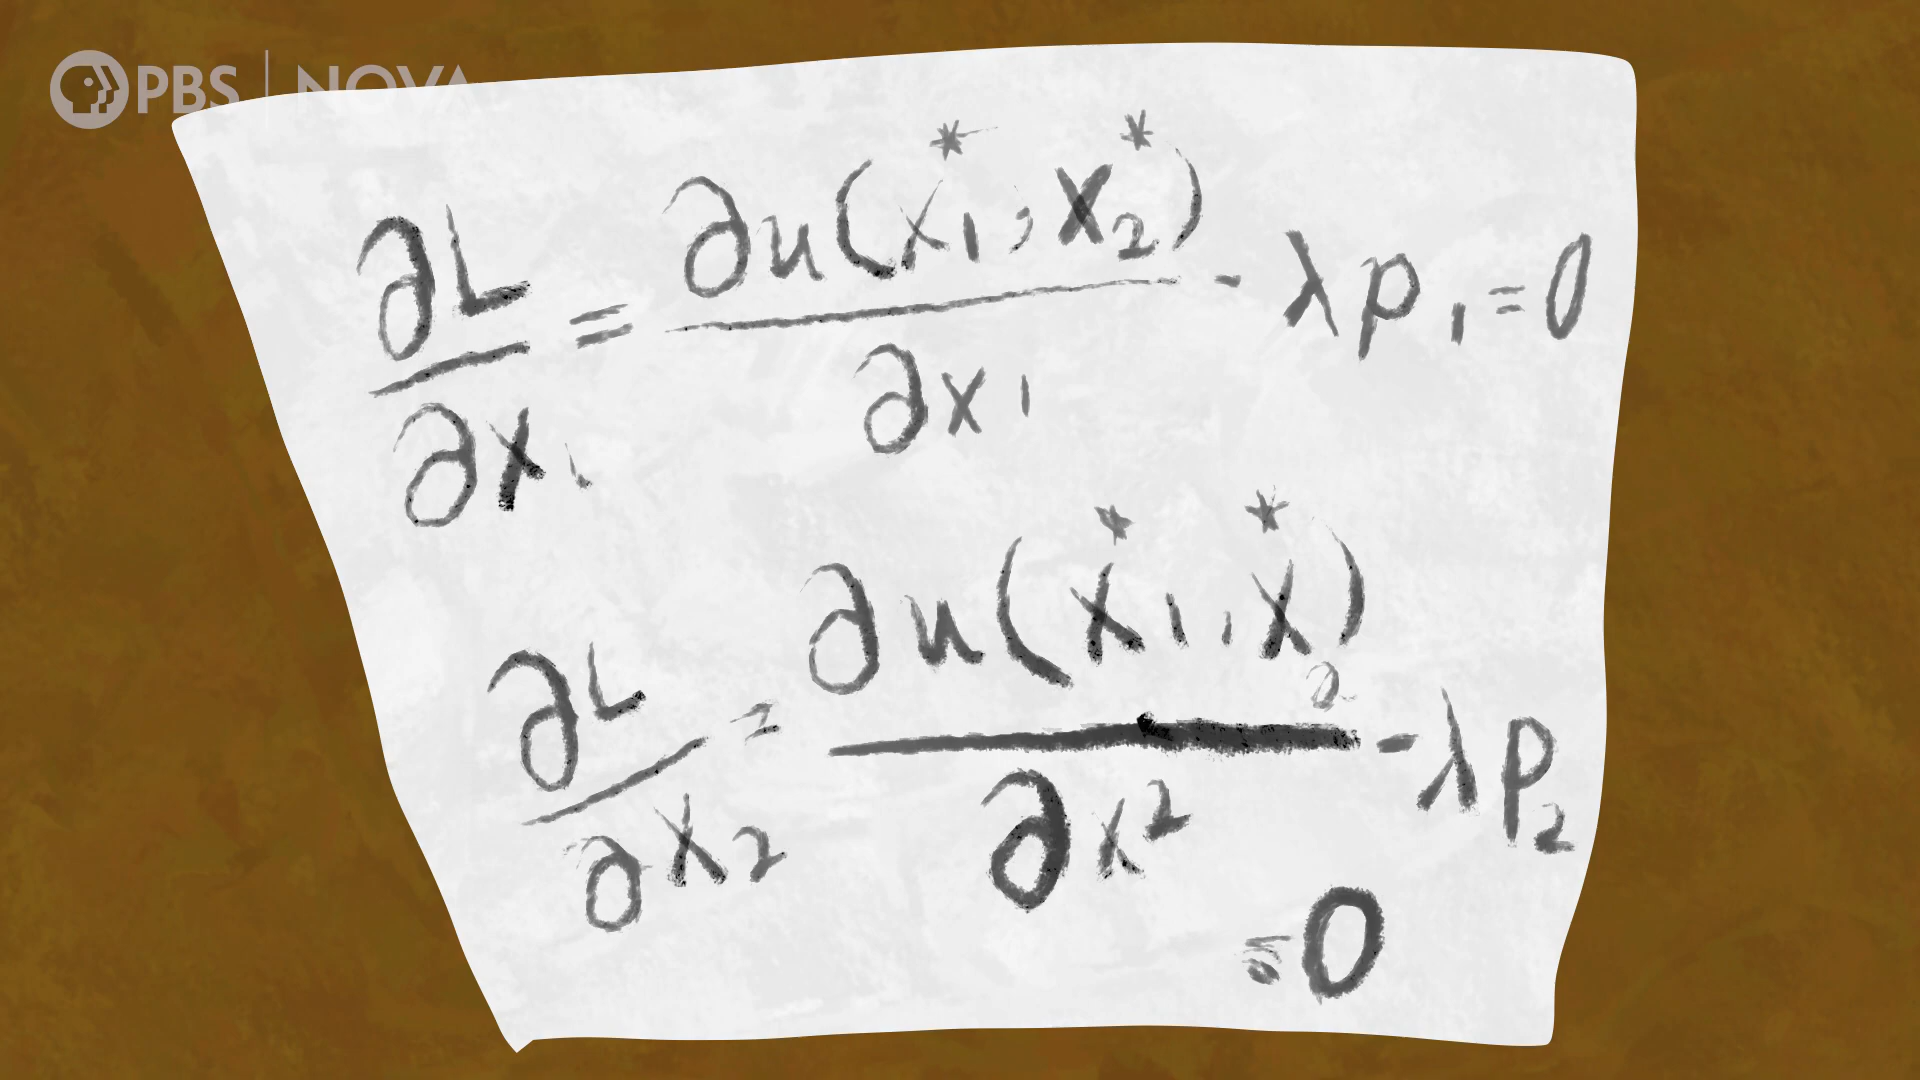 PBS | NOVA
∂L/∂x₁ = ∂u(x₁*, x₂*)/∂x₁ - λp₁ = 0
∂L/∂x₂ = ∂u(x₁*, x₂*)/∂x² - λp₂
= 0